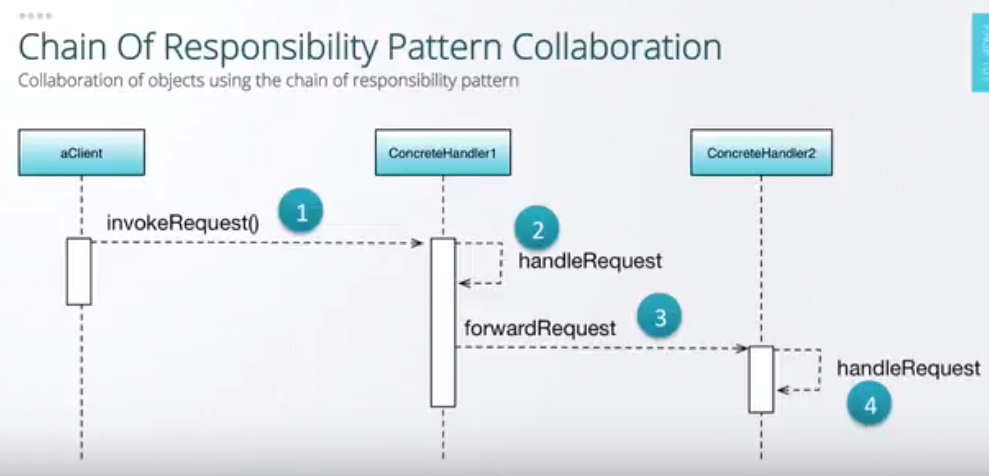 Chain Of Responsibility Pattern Collaboration
Collaboration of objects using the chain of responsibility pattern
aClient
ConcreteHandler1
ConcreteHandler2
invokeRequest()
1
2
handleRequest
forwardRequest
3
handleRequest
4